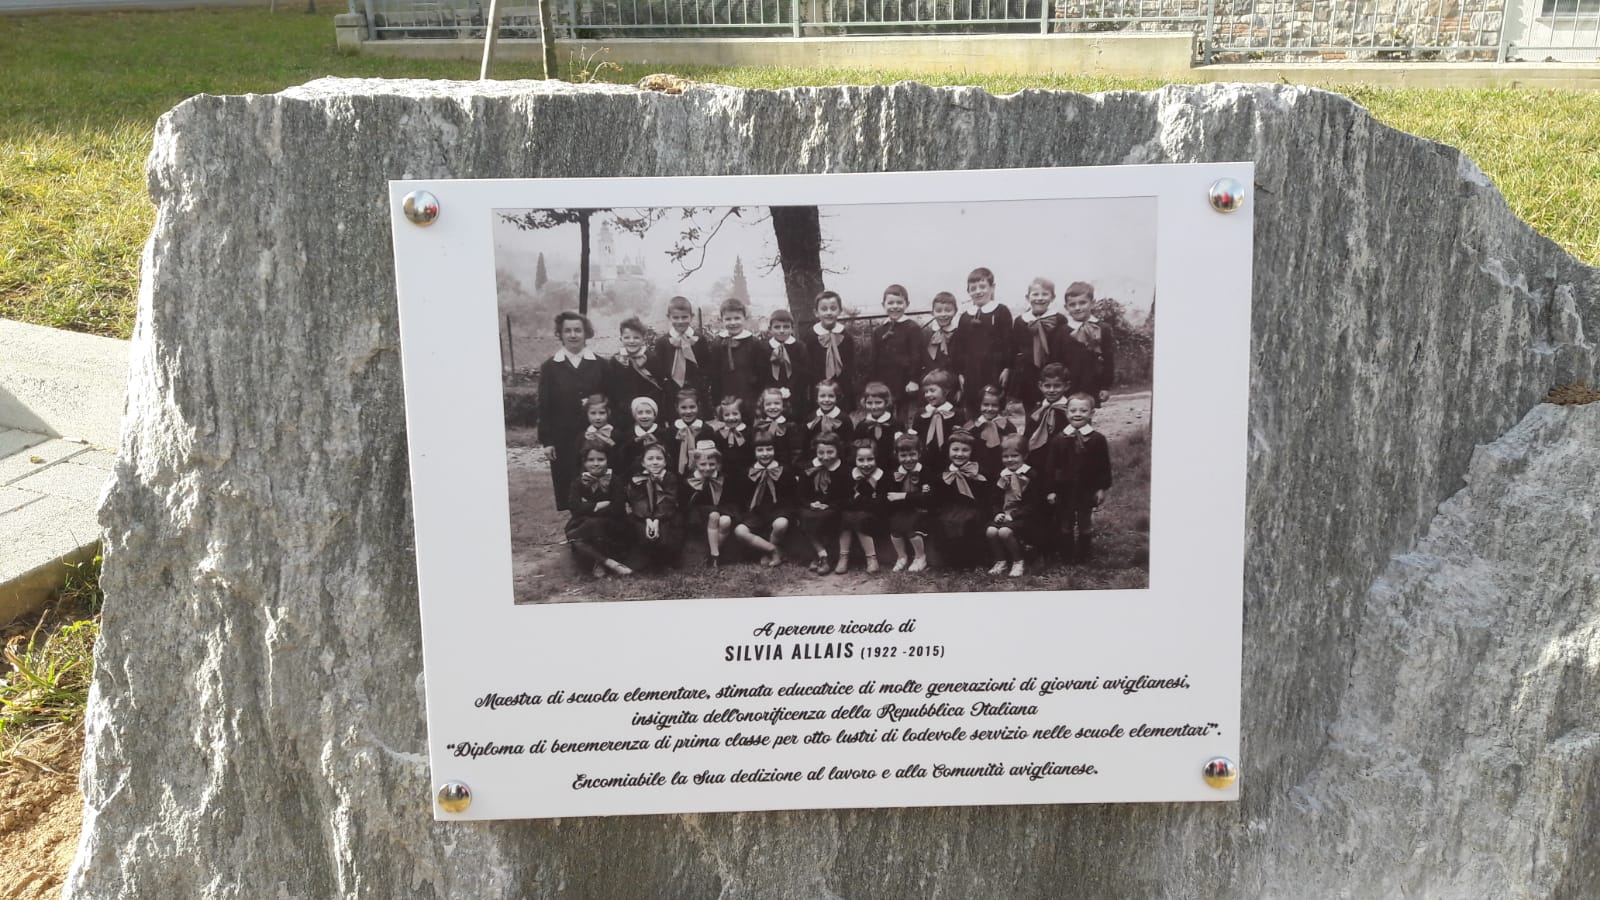 A perenne ricordo di
SILVIA ALLAIS (1922 -2015)
Maestra di scuola elementare, stimata educatrice di molte generazioni di giovani aviglianesi,
insignita dell'onorificenza della Repubblica Italiana
“Diploma di benemerenza di prima classe per otto lustri di lodevole servizio nelle scuole elementari”.
Encomiabile la Sua dedizione al lavoro e alla Comunità aviglianese.